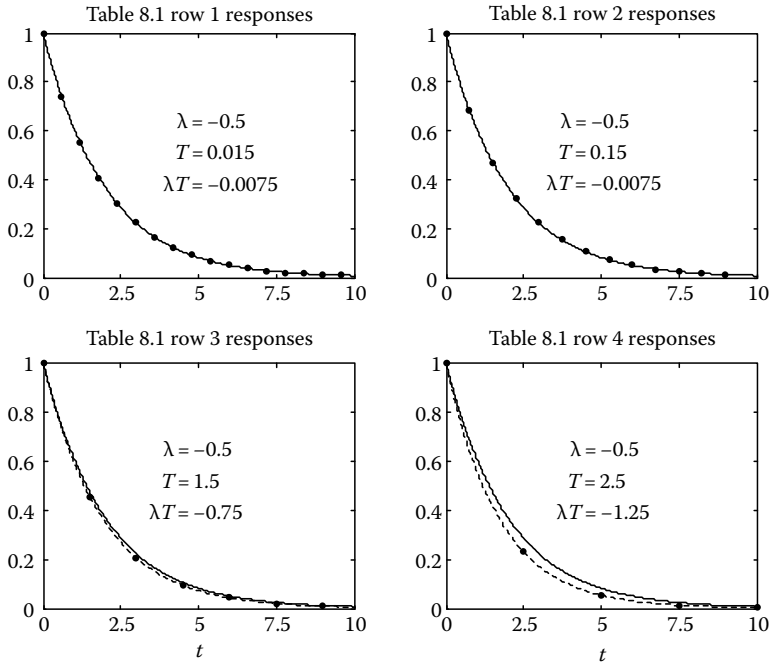 Table 8.1 row 1 responses
1
0.8
0.6
0.4
0.2
0
λ = −0.5
T = 0.015
λT = −0.0075
0 2.5 5 7.5 10
Table 8.1 row 2 responses
1
0.8
0.6
0.4
0.2
0
λ = −0.5
T = 0.15
λT = −0.0075
0 2.5 5 7.5 10
Table 8.1 row 3 responses
1
0.8
0.6
0.4
0.2
0
λ = −0.5
T = 1.5
λT = −0.75
0 2.5 5 7.5 10
t
Table 8.1 row 4 responses
1
0.8
0.6
0.4
0.2
0
λ = −0.5
T = 2.5
λT = −1.25
0 2.5 5 7.5 10
t